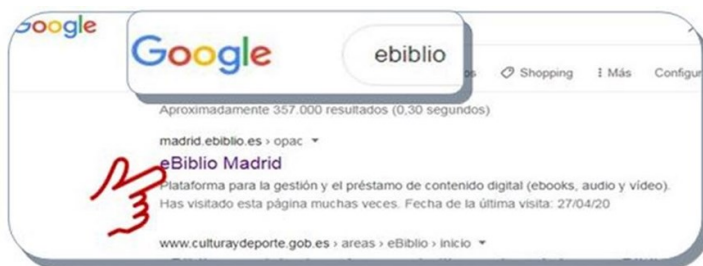 Google
Google
ebiblio
Shopping Más Configur
Aproximadamente 357.000 resultados (0,30 segundos)
madrid.ebiblio.es › opac
eBiblio Madrid
Plataforma para la gestión y el préstamo de contenido digital (ebooks, audio y vídeo).
Has visitado esta página muchas veces. Fecha de la última visita: 27/04/20
www.culturaydeporte.gob.es › areas › eBiblio › inicio